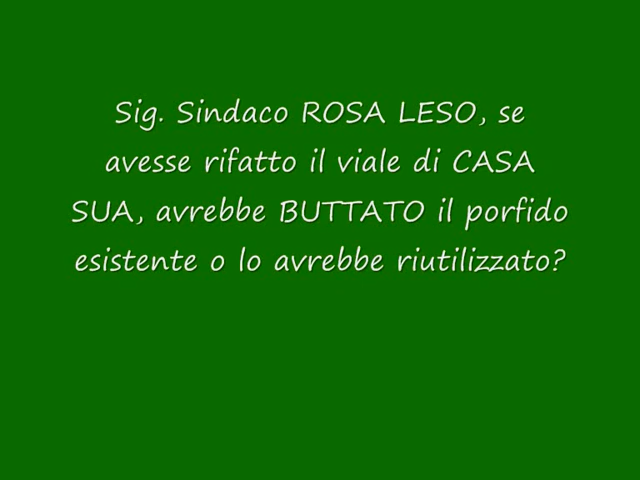 Sig. Sindaco ROSA LESO, se
avesse rifatto il viale di CASA
SUA, avrebbe BUTTATO il porfido
esistente o lo avrebbe riutilizzato?